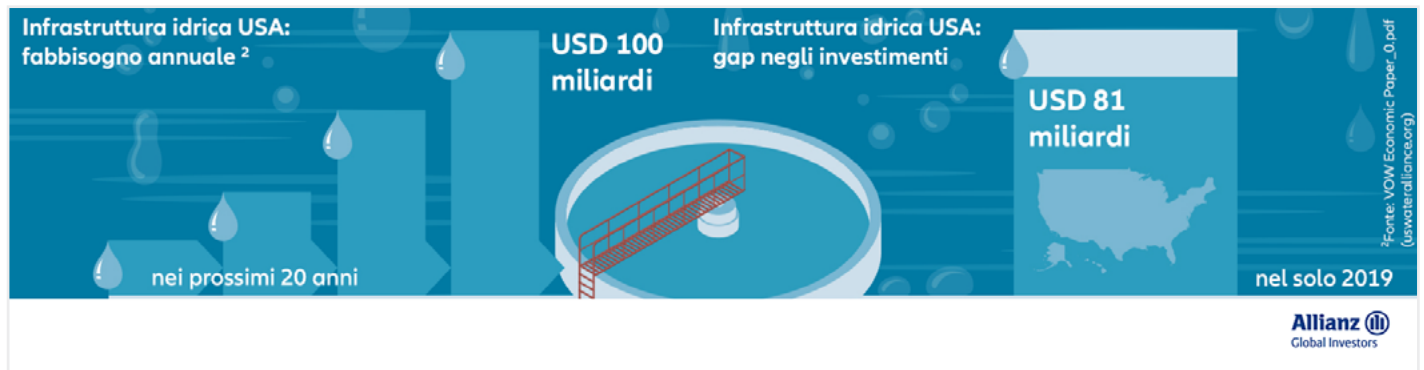 Infrastruttura idrica USA:
fabbisogno annuale ²
USD 100
miliardi
nei prossimi 20 anni
Infrastruttura idrica USA:
gap negli investimenti
USD 81
miliardi
nel solo 2019
²Fonte: VOW Economic Paper_0.pdf
(uswateralliance.org)
Allianz
Global Investors